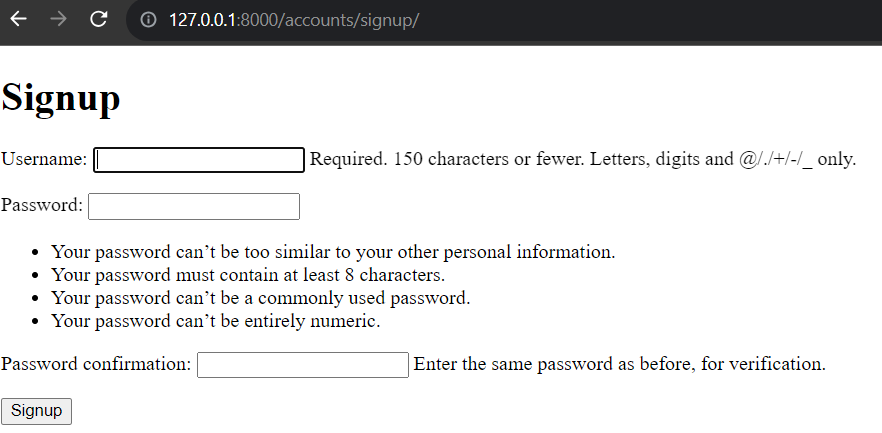 127.0.0.1:8000/accounts/signup/
Signup
Username: Required. 150 characters or fewer. Letters, digits and @/./+/-/_ only.
Password:
• Your password can’t be too similar to your other personal information.
• Your password must contain at least 8 characters.
• Your password can’t be a commonly used password.
• Your password can’t be entirely numeric.
Password confirmation: Enter the same password as before, for verification.
Signup